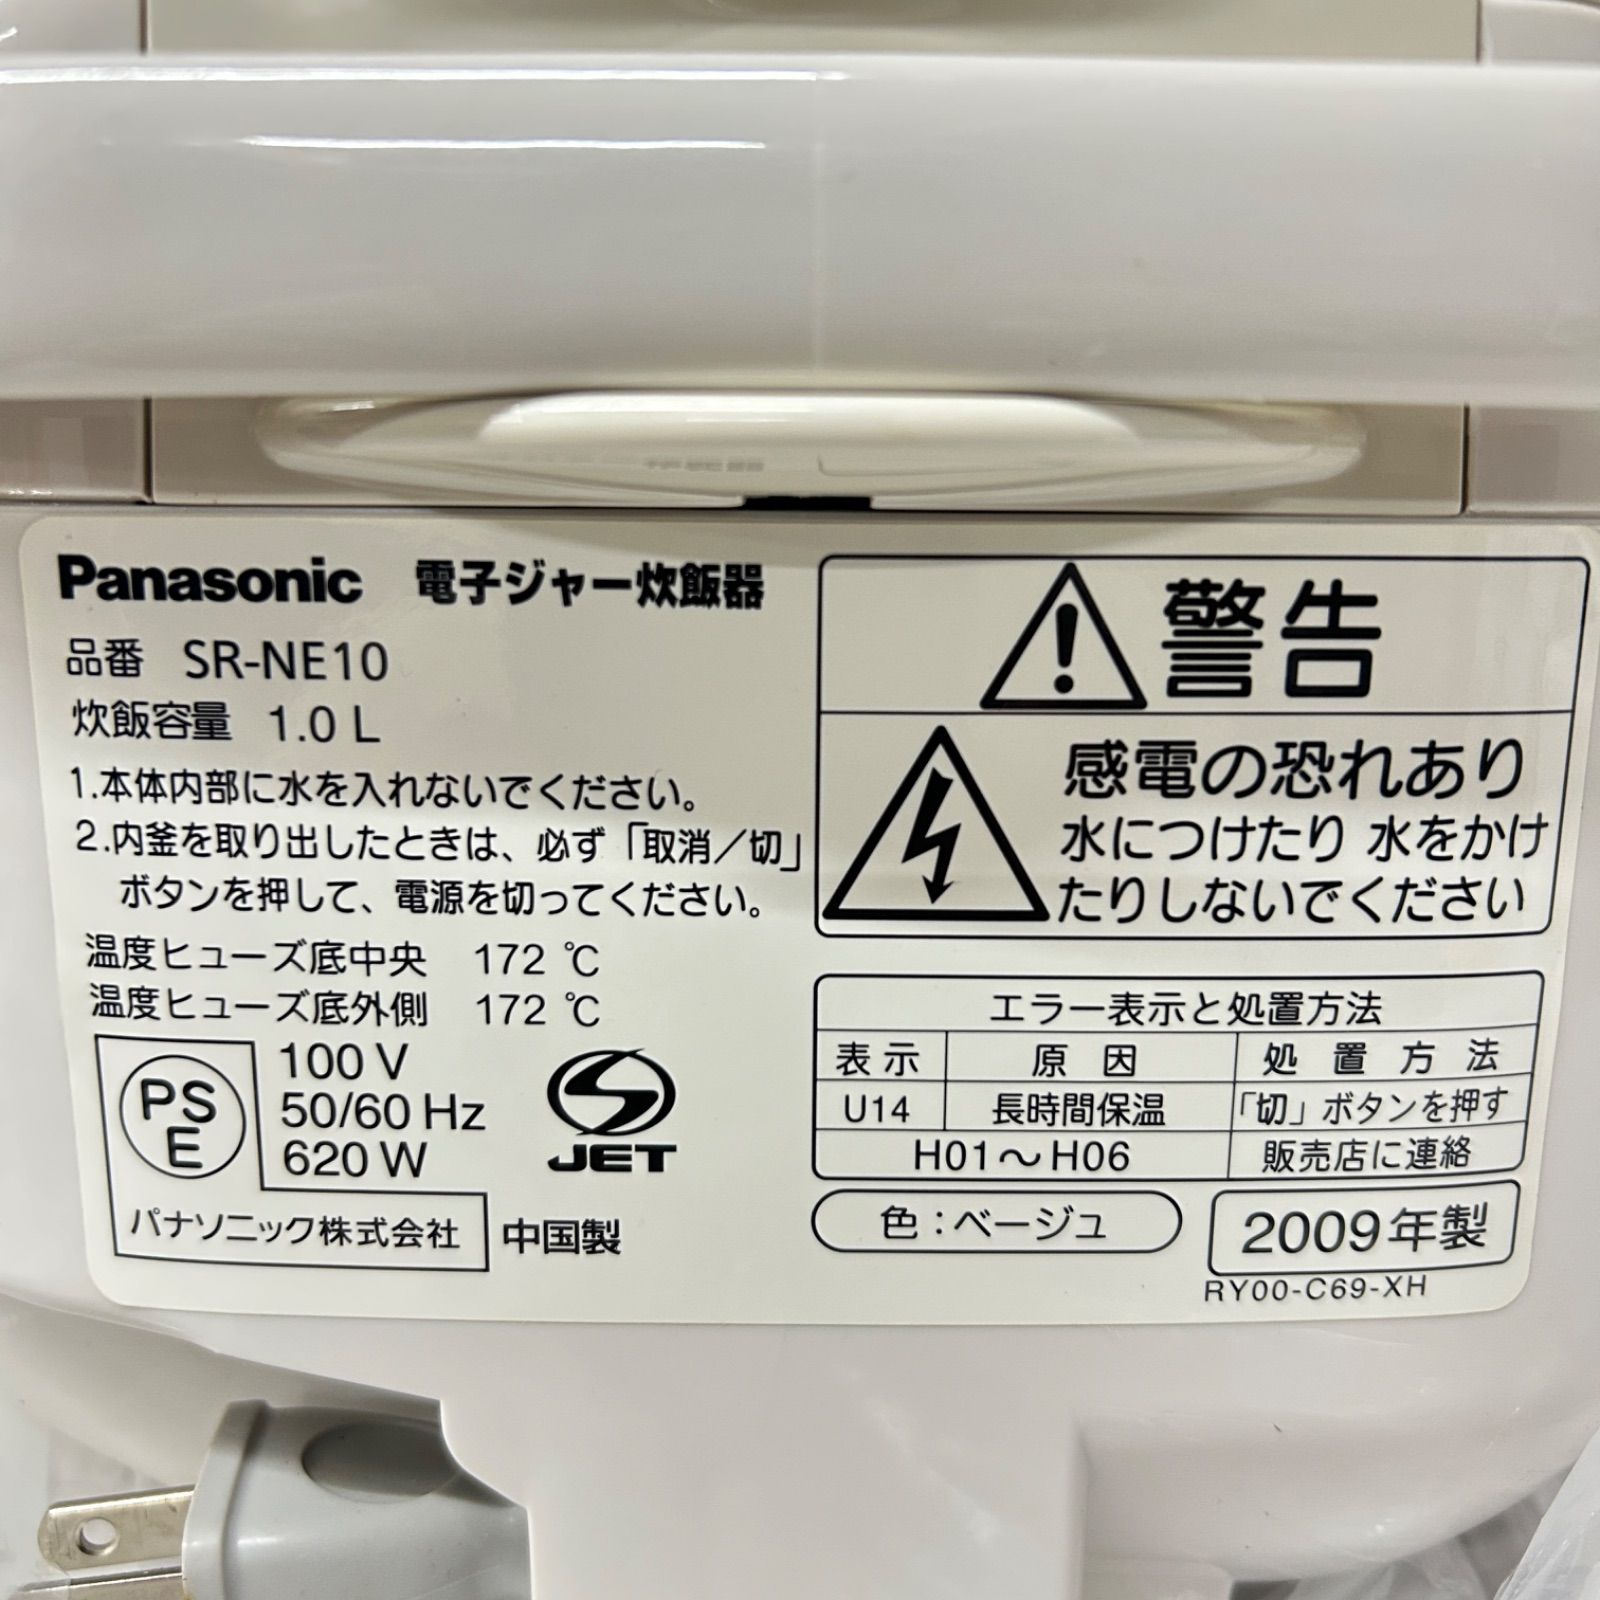 Panasonic 電子ジャー炊飯器
品番 SR-NE10
炊飯容量 1.0 L
1.本体内部に水を入れないでください。
2.内釜を取り出したときは、必ず「取消／切」
ボタンを押して、電源を切ってください。
温度ヒューズ底中央 172 ℃
温度ヒューズ底外側 172 ℃
PS
E
100 V
50/60 Hz
620 W
JET
パナソニック株式会社
中国製
警告
感電の恐れあり
水につけたり 水をかけ
たりしないでください
エラー表示と処置方法
表示 原因 処置方法
U14 長時間保温 「切」ボタンを押す
H01～H06 販売店に連絡
色：ベージュ
2009年製
RY00-C69-XH